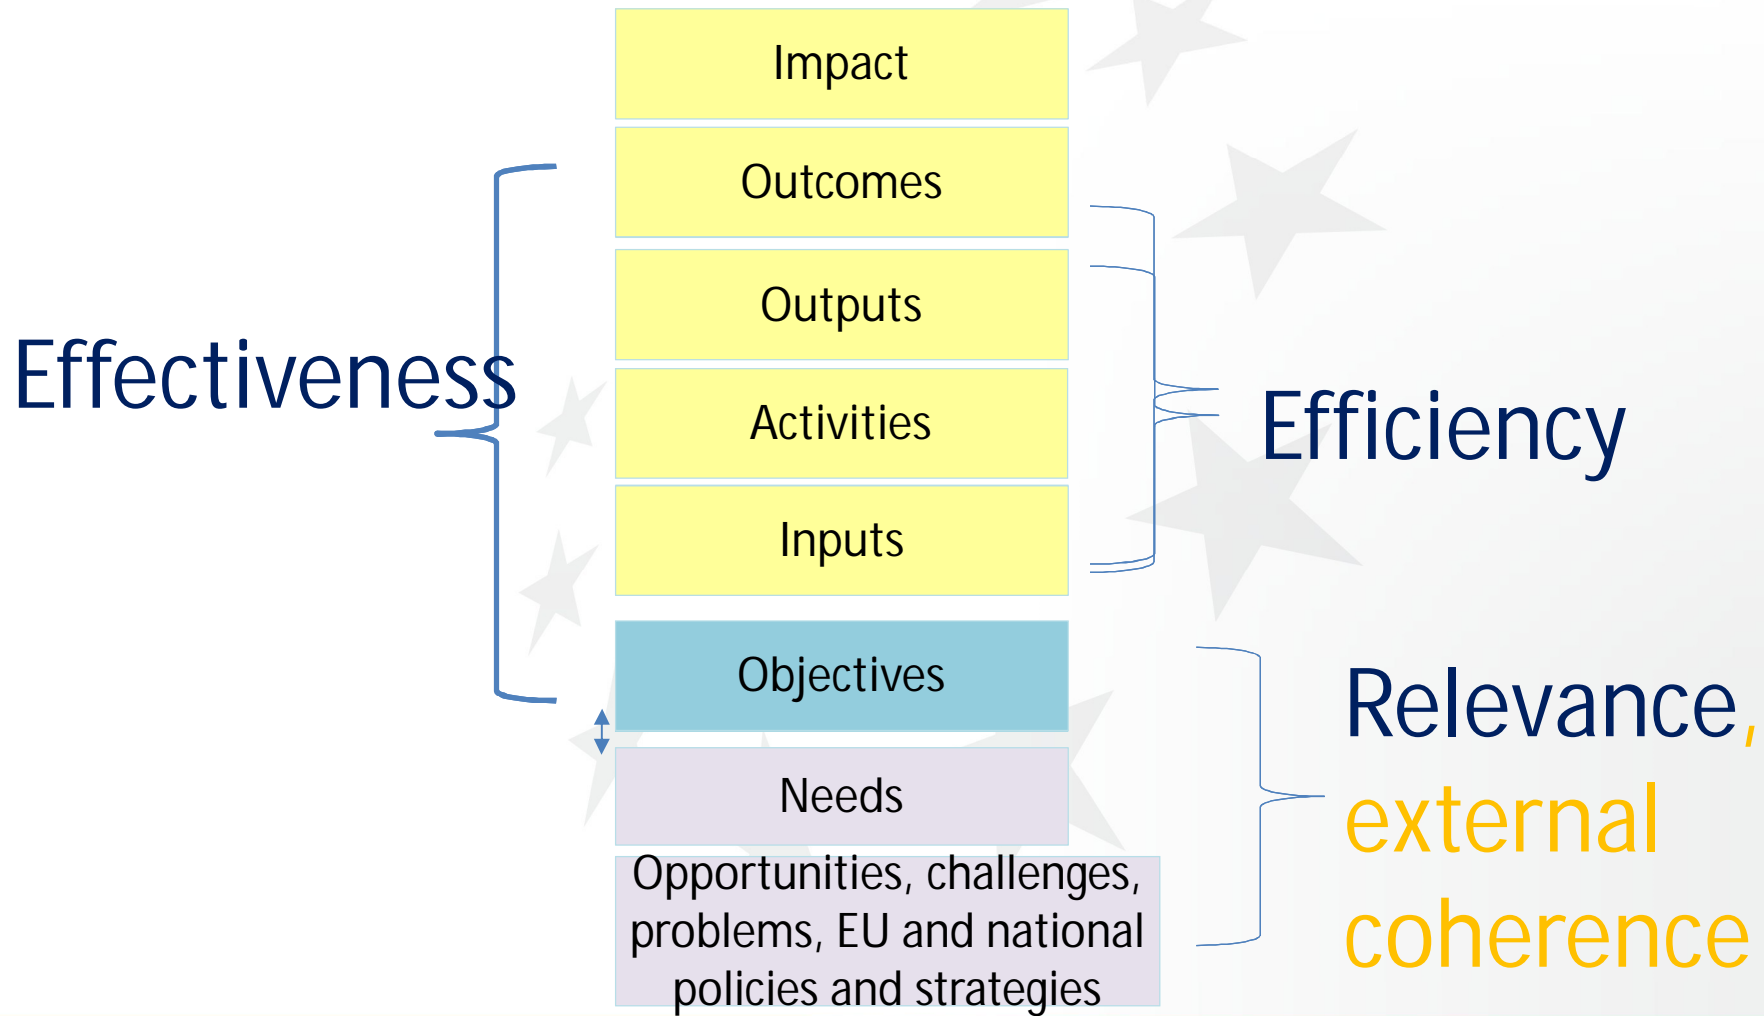 Impact
Outcomes
Outputs
Effectiveness
Activities
Efficiency
Inputs
Objectives
Relevance,
external
coherence
Needs
Opportunities, challenges,
problems, EU and national
policies and strategies